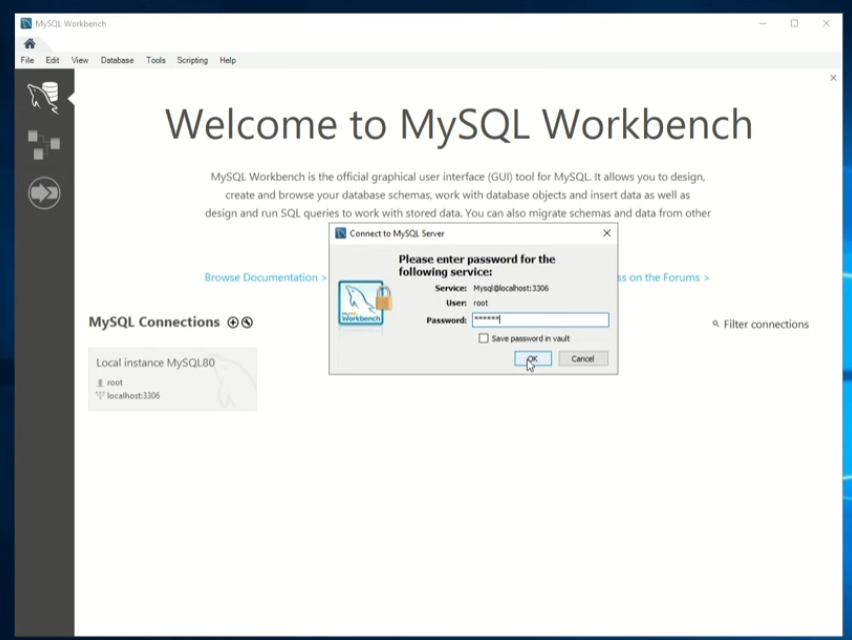 MySQL Workbench
File Edit View Database Tools Scripting Help
Welcome to MySQL Workbench
MySQL Workbench is the official graphical user interface (GUI) tool for MySQL. It allows you to design,
create and browse your database schemas, work with database objects and insert data as well as
design and run SQL queries to work with stored data. You can also migrate schemas and data from other
Connect to MySQL Server
Please enter password for the
following service:
Service: Mysql@localhost:3306
User: root
Password: ******
Save password in vault
OK Cancel
Workbench
Browse Documentation > ss on the Forums >
MySQL Connections
Filter connections
Local instance MySQL80
root
localhost:3306